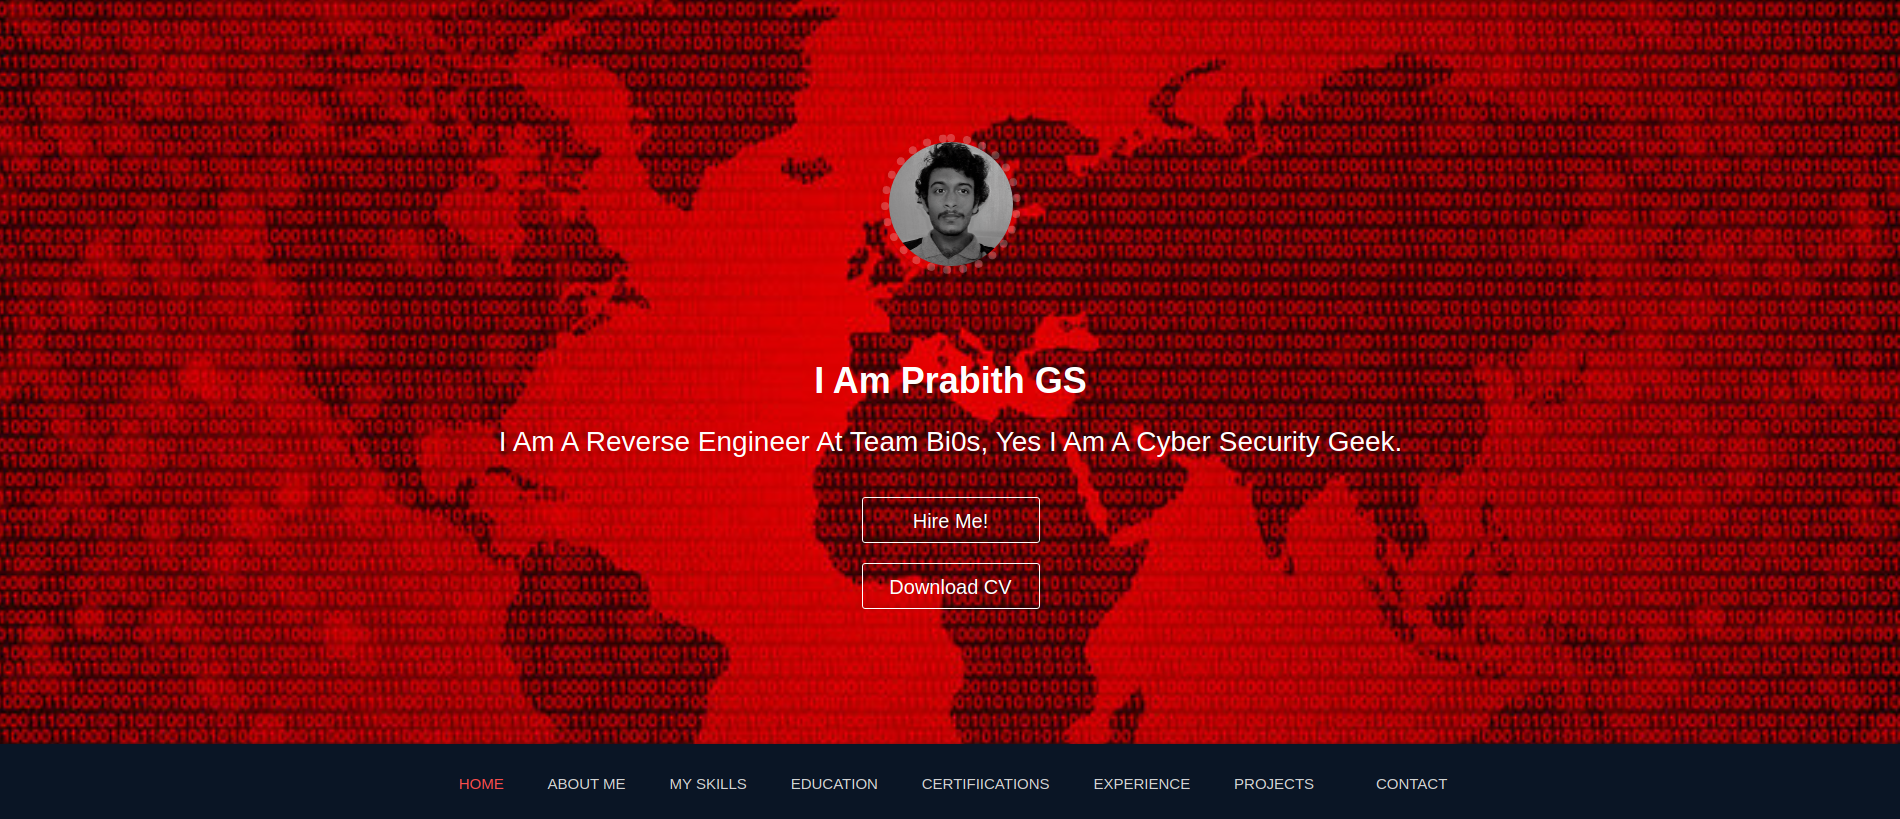 I Am Prabith GS
I Am A Reverse Engineer At Team Bi0s, Yes I Am A Cyber Security Geek.
Hire Me!
Download CV
HOME ABOUT ME MY SKILLS EDUCATION CERTIFIICATIONS EXPERIENCE PROJECTS CONTACT